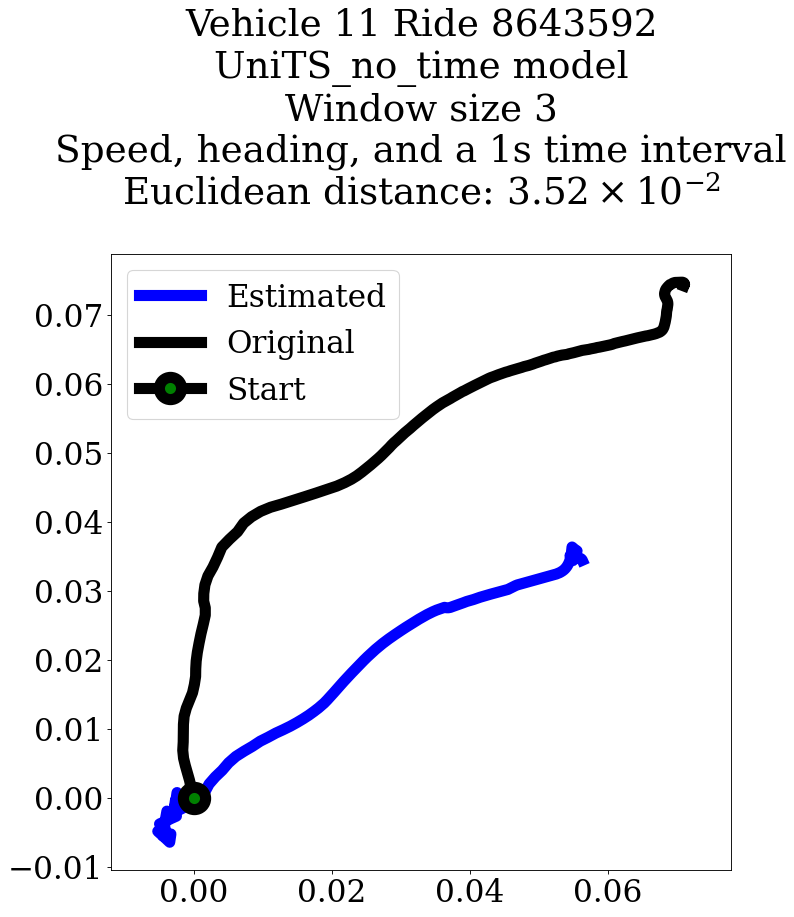 Vehicle 11 Ride 8643592
UniTS_no_time model
Window size 3
Speed, heading, and a 1s time interval
Euclidean distance: 3.52 × 10⁻²
Estimated
Original
Start
0.07
0.06
0.05
0.04
0.03
0.02
0.01
0.00
−0.01
0.00 0.02 0.04 0.06